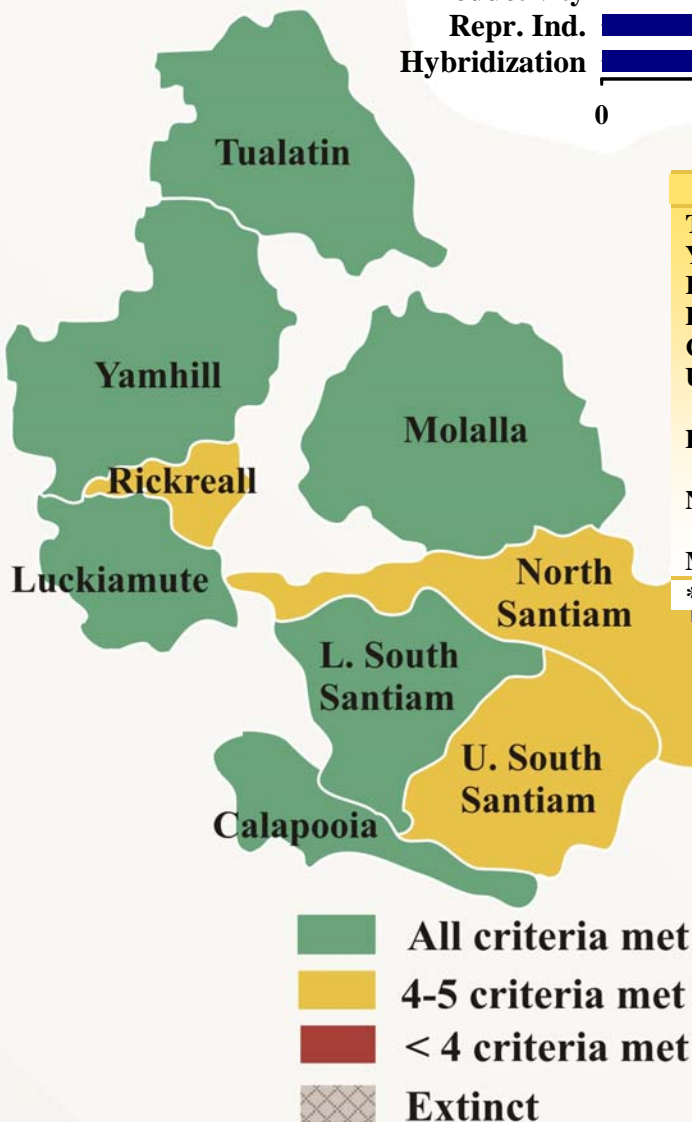 Repr. Ind.
Hybridization
0
Tualatin
Yamhill
Molalla
Rickreall
Luckiamute
North
Santiam
L. South
Santiam
U. South
Santiam
Calapooia
All criteria met
4-5 criteria met
< 4 criteria met
Extinct